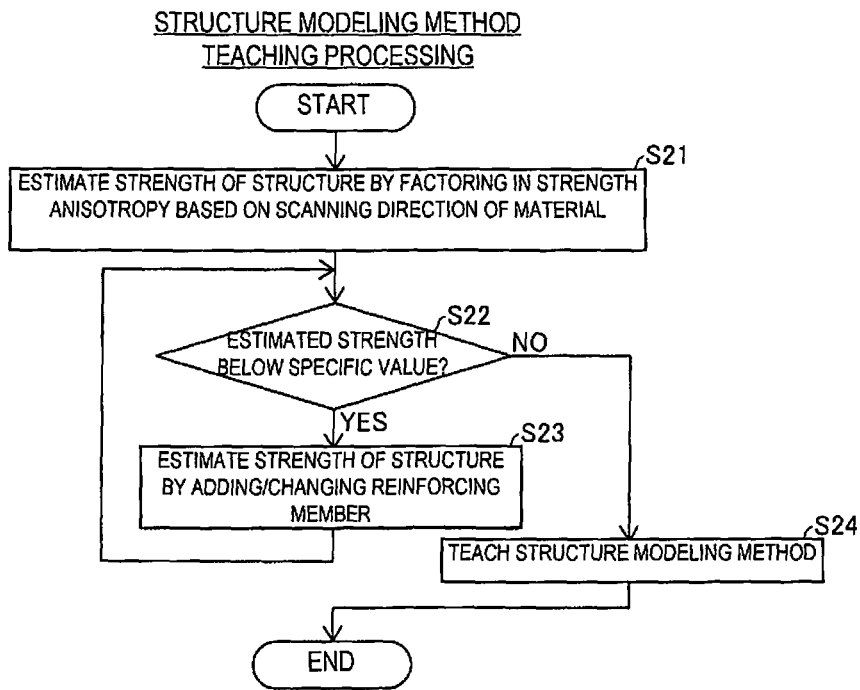 STRUCTURE MODELING METHOD
TEACHING PROCESSING
START
S21
ESTIMATE STRENGTH OF STRUCTURE BY FACTORING IN STRENGTH
ANISOTROPY BASED ON SCANNING DIRECTION OF MATERIAL
S22
ESTIMATED STRENGTH
BELOW SPECIFIC VALUE?
NO
YES
S23
ESTIMATE STRENGTH OF STRUCTURE
BY ADDING/CHANGING REINFORCING
MEMBER
S24
TEACH STRUCTURE MODELING METHOD
END